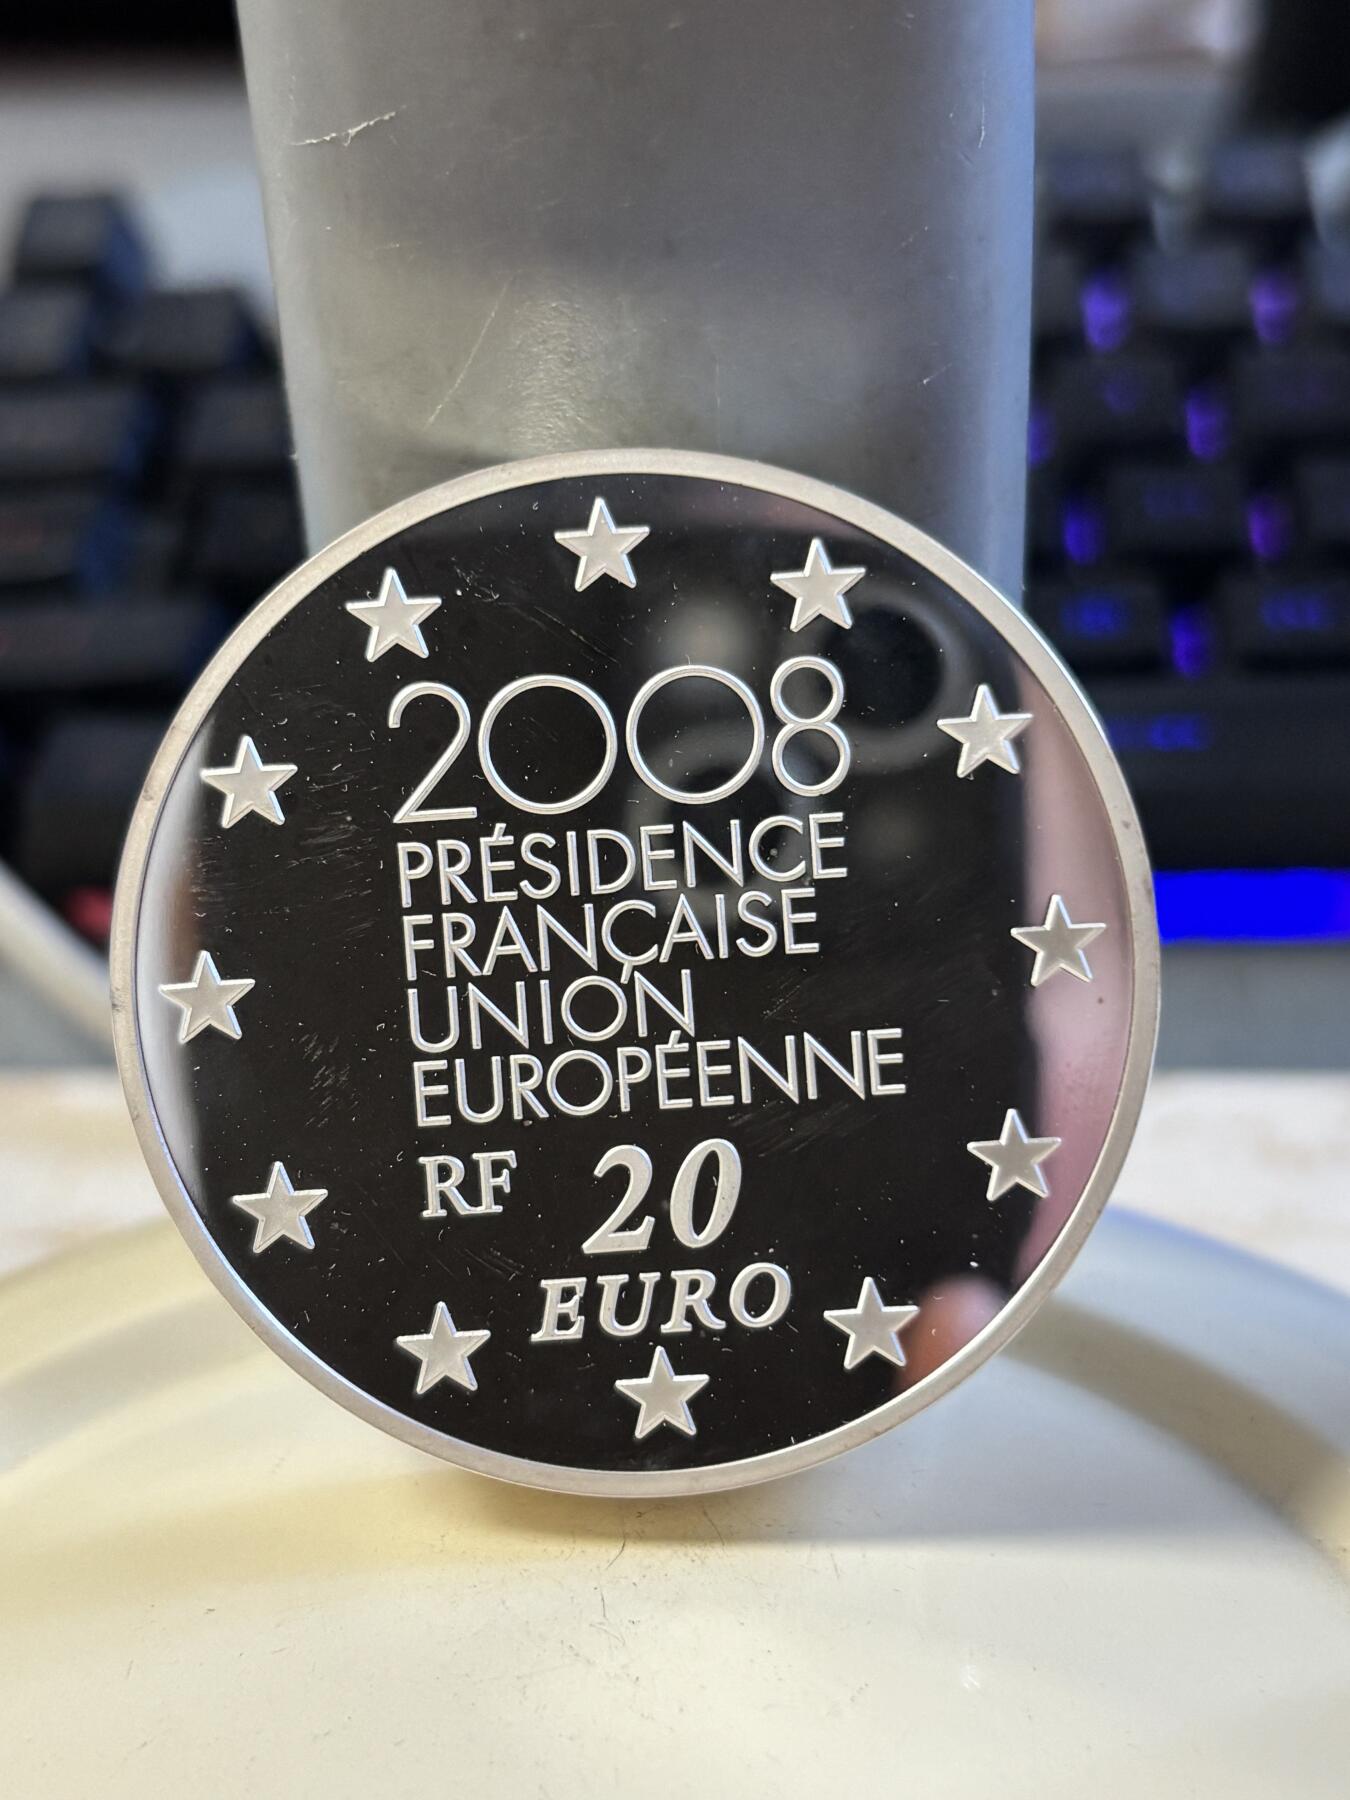 2008
PRÉSIDENCE
FRANÇAISE
UNION
EUROPÉENNE
RF 20
EURO